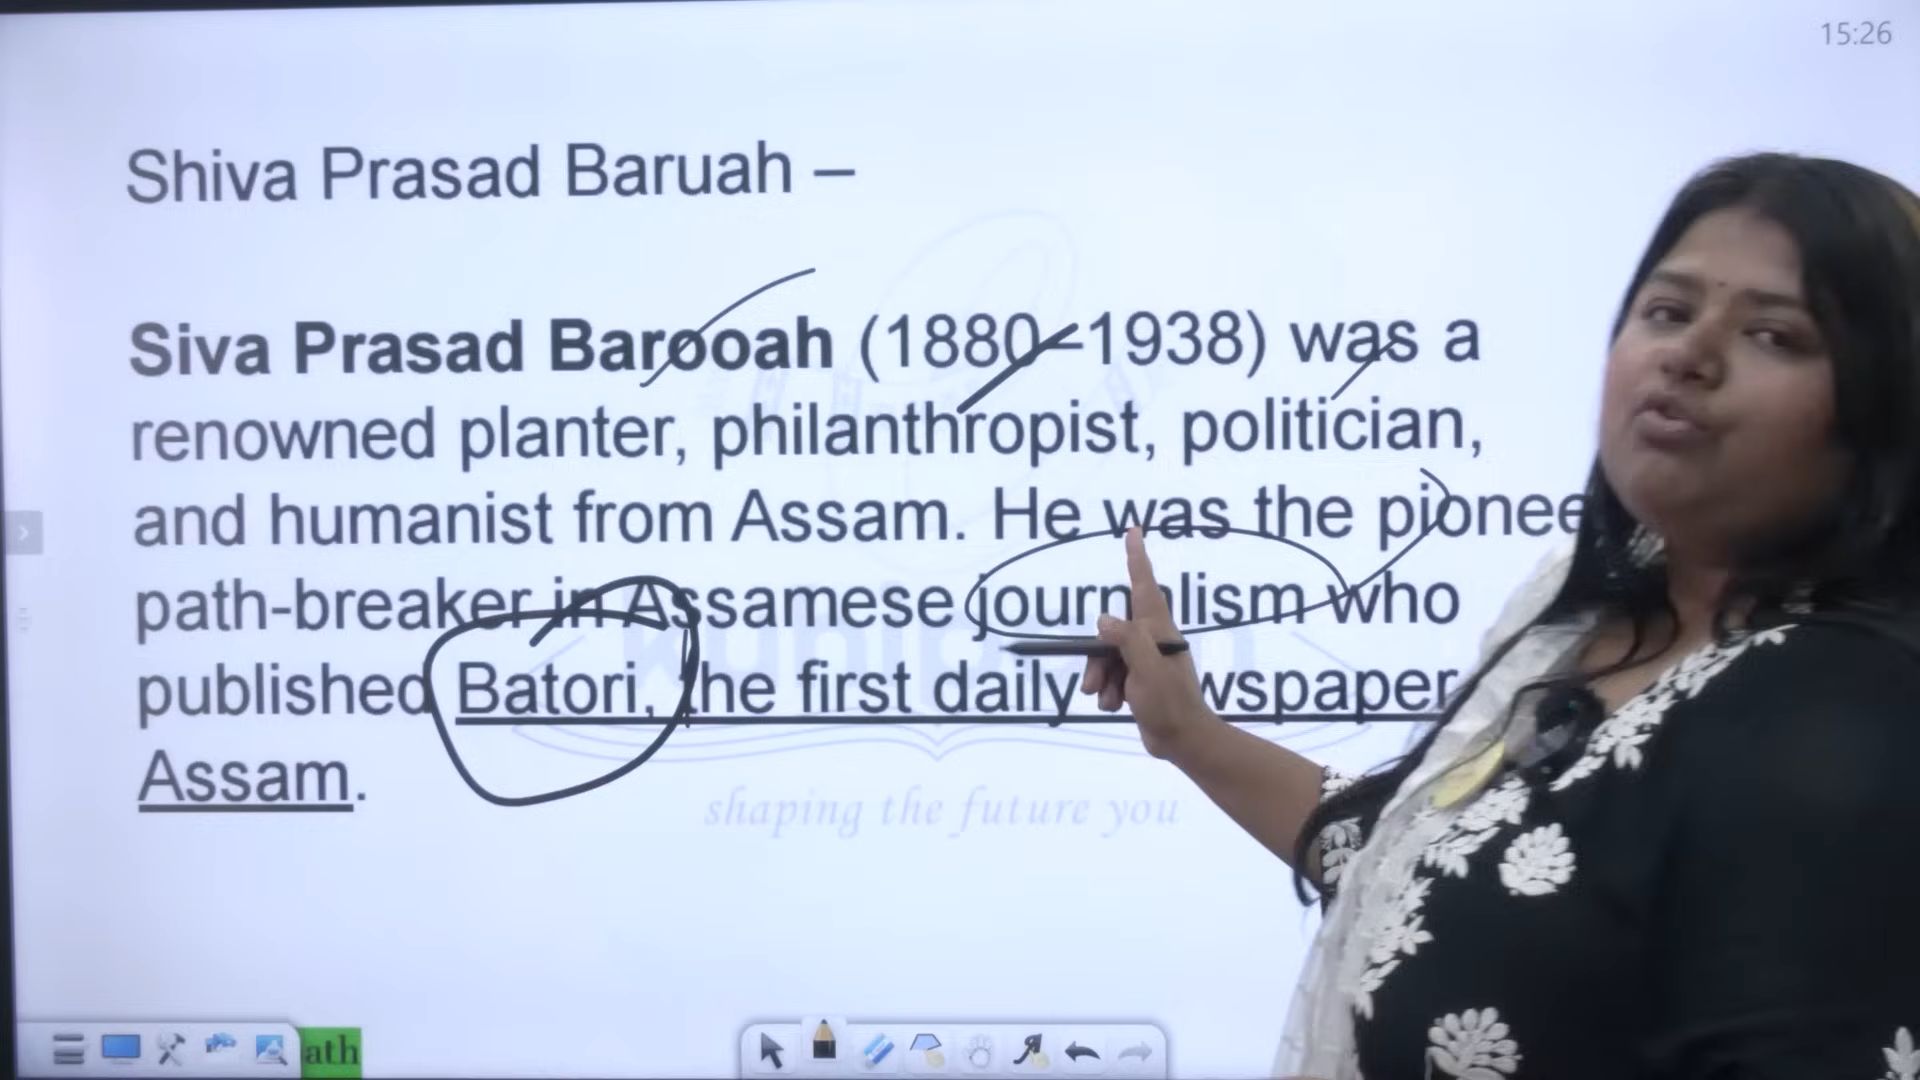 15:26
Shiva Prasad Baruah –
Siva Prasad Barooah (1880–1938) was a
renowned planter, philanthropist, politician,
and humanist from Assam. He was the
path-breaker in Assamese journalism who
published Batori, the first daily
Assam.
shaping the future you
ath